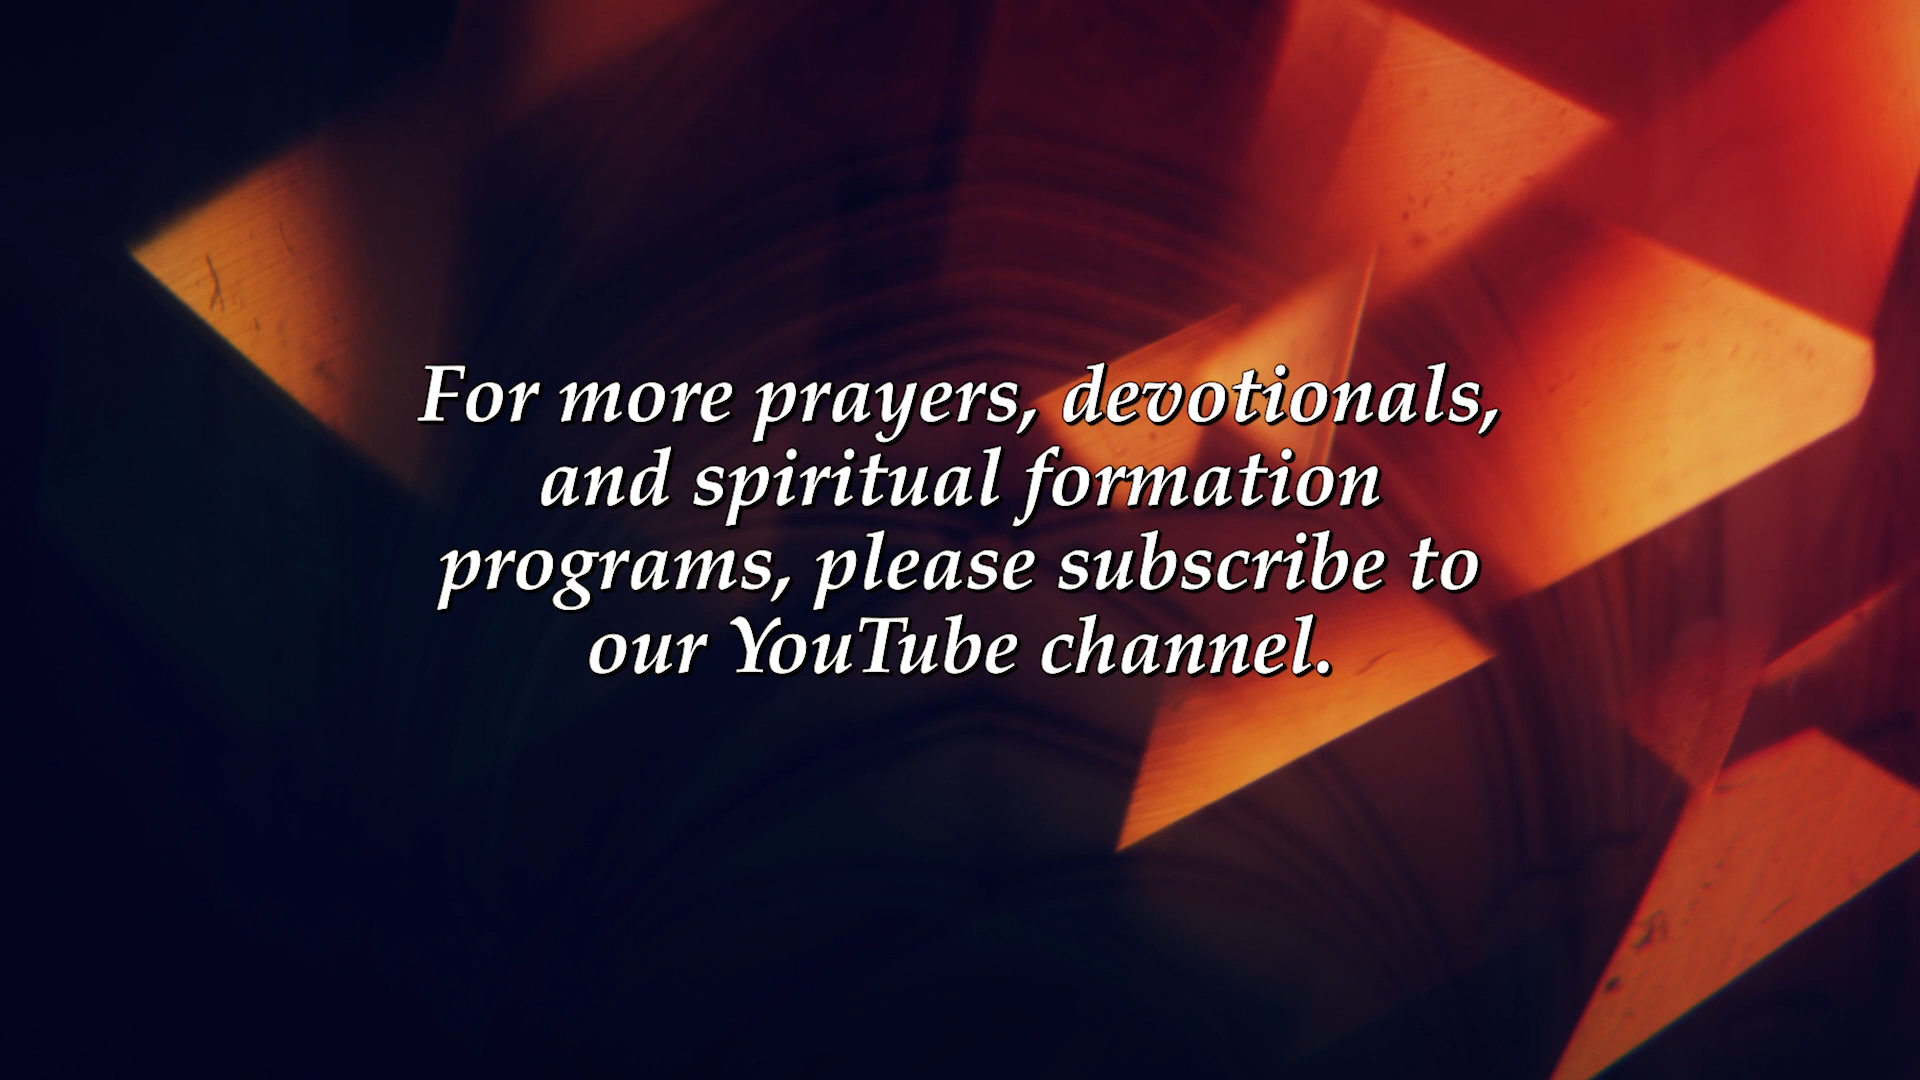 For more prayers, devotionals,
and spiritual formation
programs, please subscribe to
our YouTube channel.